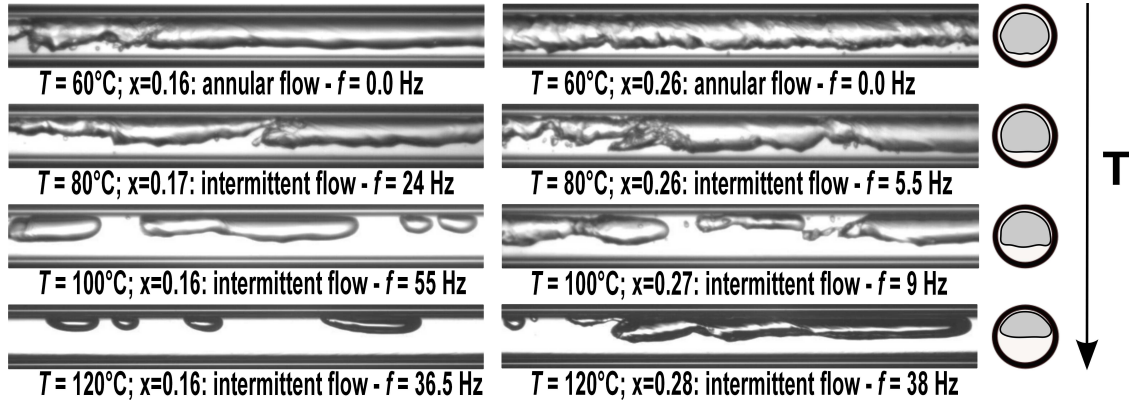 T = 60°C; x=0.16: annular flow - f = 0.0 Hz
T = 60°C; x=0.26: annular flow - f = 0.0 Hz
T = 80°C; x=0.17: intermittent flow - f = 24 Hz
T = 80°C; x=0.26: intermittent flow - f = 5.5 Hz
T
T = 100°C; x=0.16: intermittent flow - f = 55 Hz
T = 100°C; x=0.27: intermittent flow - f = 9 Hz
T = 120°C; x=0.16: intermittent flow - f = 36.5 Hz
T = 120°C; x=0.28: intermittent flow - f = 38 Hz